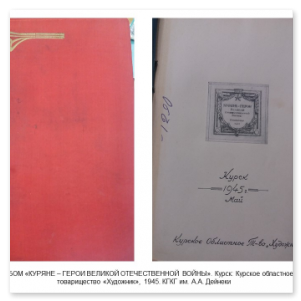 1250
Курск
1945 г.
Май
Курское Областное Т-во „Художник“
БОМ «КУРЯНЕ – ГЕРОИ ВЕЛИКОЙ ОТЕЧЕСТВЕННОЙ ВОЙНЫ». Курск: Курское областное
товарищество «Художник», 1945. КГКГ им. А.А. Дейнеки